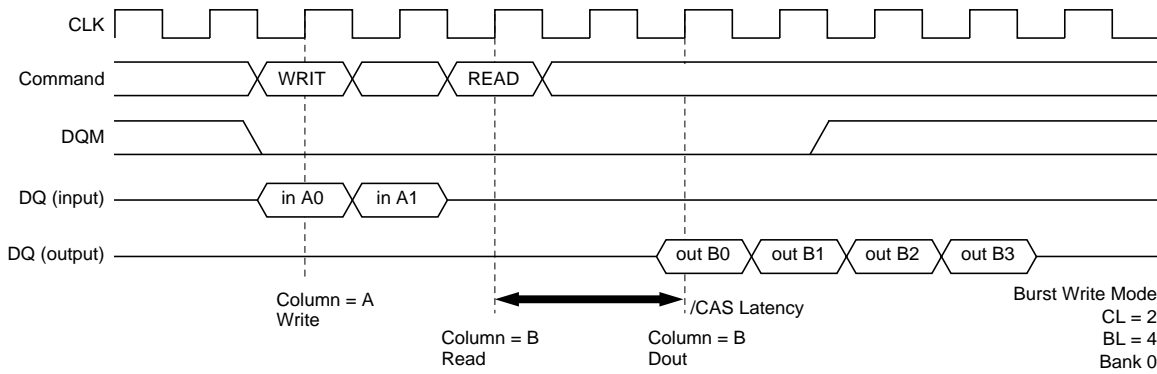 CLK
Command
WRIT
READ
DQM
DQ (input)
in A0
in A1
DQ (output)
out B0
out B1
out B2
out B3
Column = A
Write
/CAS Latency
Column = B
Read
Column = B
Dout
Burst Write Mode
CL = 2
BL = 4
Bank 0